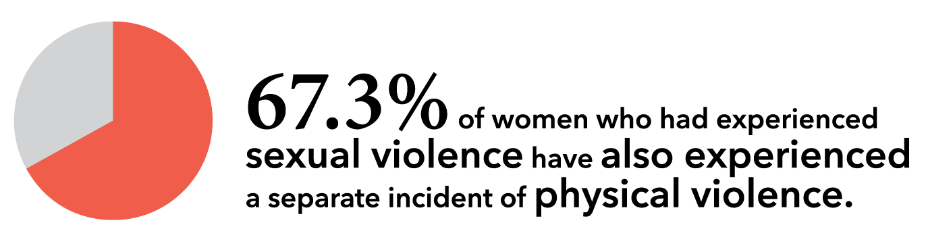 67.3% of women who had experienced
sexual violence have also experienced
a separate incident of physical violence.